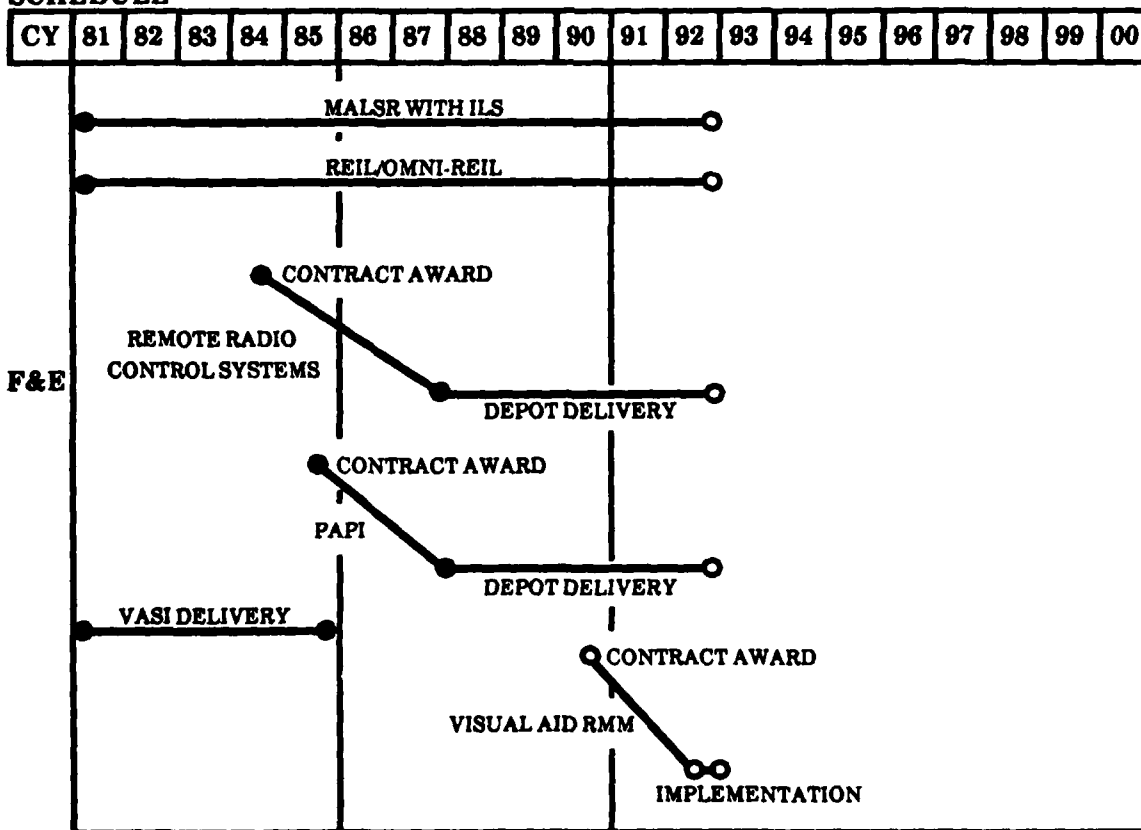 SCHEDULE
CY 81 82 83 84 85 86 87 88 89 90 91 92 93 94 95 96 97 98 99 00
MALSR WITH ILS
REIL/OMNI-REIL
CONTRACT AWARD
REMOTE RADIO
CONTROL SYSTEMS
F&E
DEPOT DELIVERY
CONTRACT AWARD
PAPI
DEPOT DELIVERY
VASI DELIVERY
CONTRACT AWARD
VISUAL AID RMM
IMPLEMENTATION